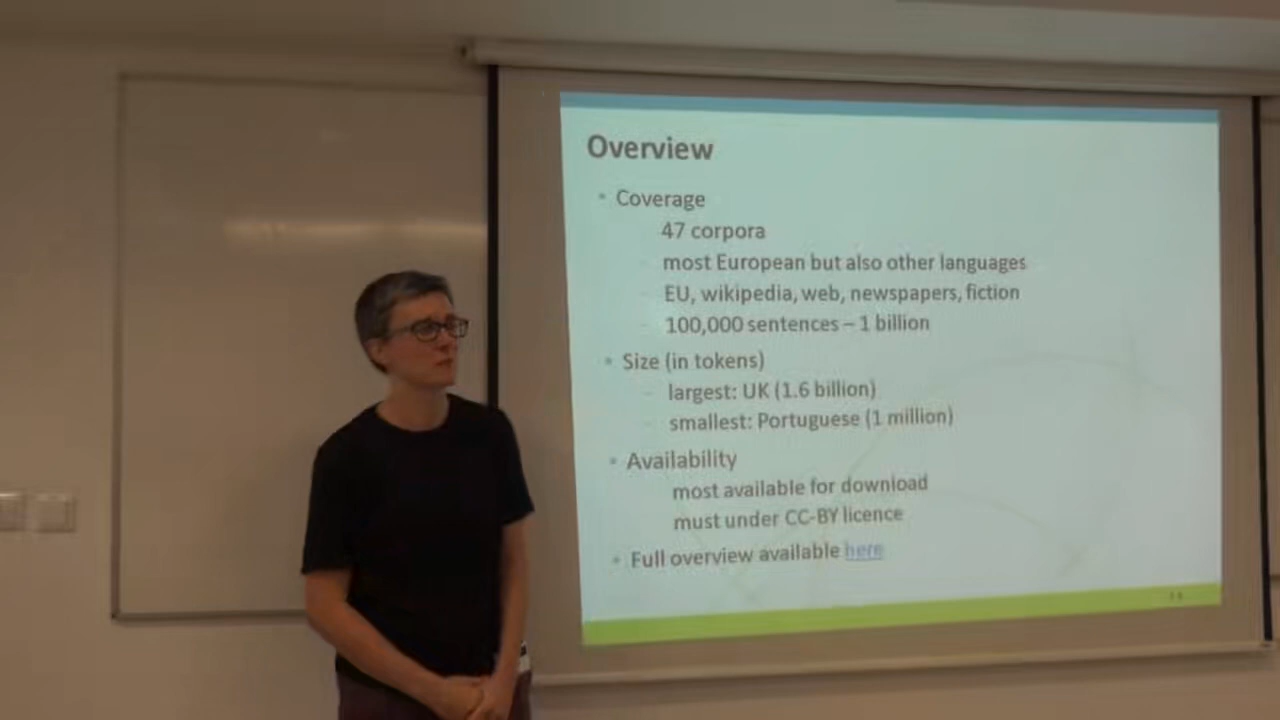 Overview
Coverage
47 corpora
most European but also other languages
EU, wikipedia, web, newspapers, fiction
100,000 sentences – 1 billion
Size (in tokens)
largest: UK (1.6 billion)
smallest: Portuguese (1 million)
Availability
most available for download
must under CC-BY licence
Full overview available here